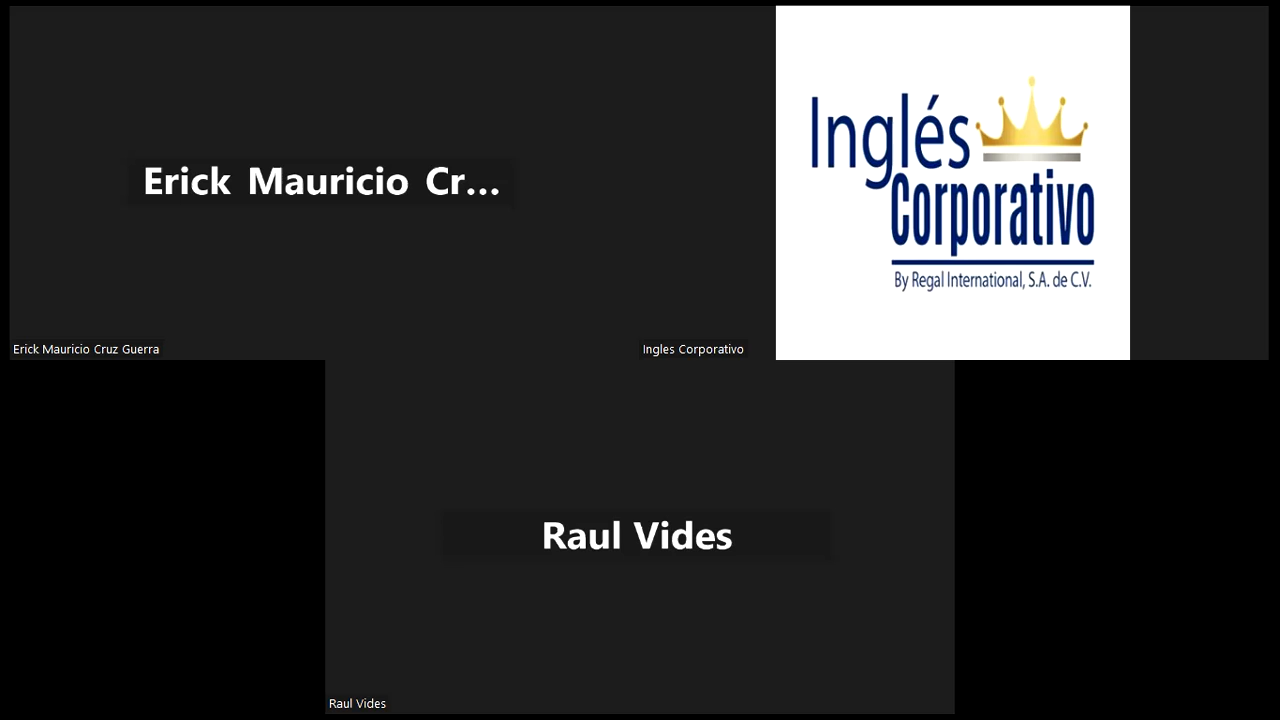 Erick Mauricio Cr...
Erick Mauricio Cruz Guerra
Inglés
Corporativo
By Regal International, S.A. de C.V.
Ingles Corporativo
Raul Vides
Raul Vides